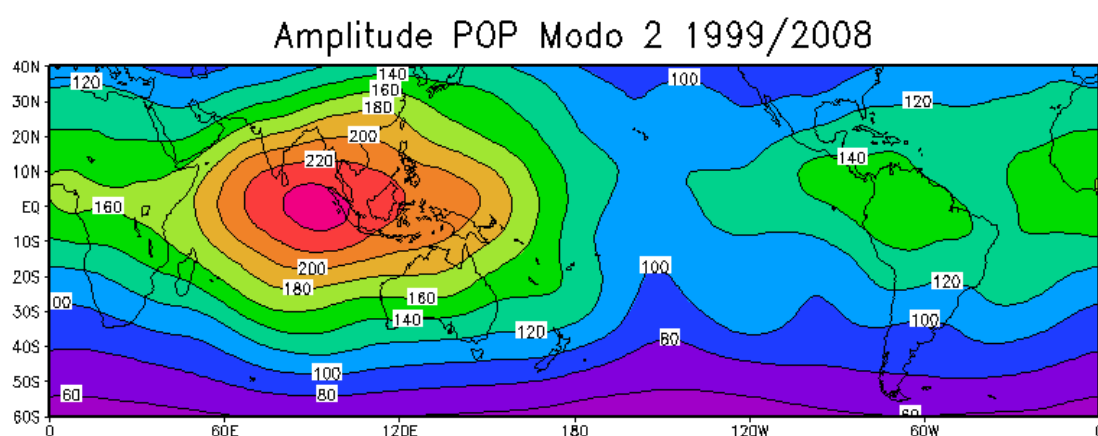 Amplitude POP Modo 2 1999/2008
40N 120 140 100
30N 160 120
180
20N 200
220 140
10N
EQ 160
10S
20S 200 100 120
180 160
30S 00 140 120 100
40S 100 80
50S 80
60 60
60S
0 60E 120E 180 120W 60W